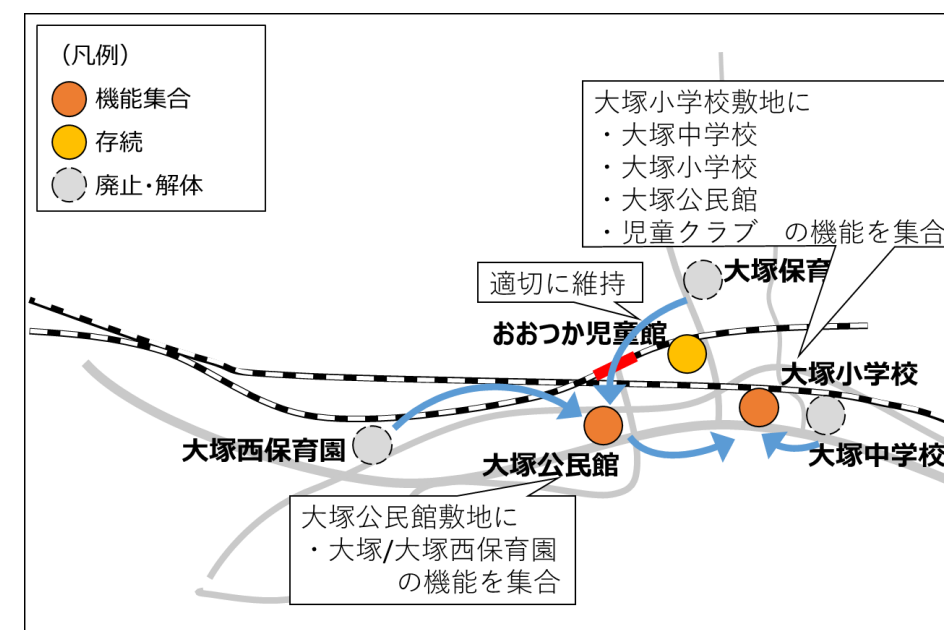 （凡例）
機能集合
存続
廃止・解体
大塚小学校敷地に
・大塚中学校
・大塚小学校
・大塚公民館
・児童クラブ　の機能を集合
大塚保育
適切に維持
おおつか児童館
大塚小学校
大塚西保育園
大塚公民館
大塚中学校
大塚公民館敷地に
・大塚/大塚西保育園
の機能を集合